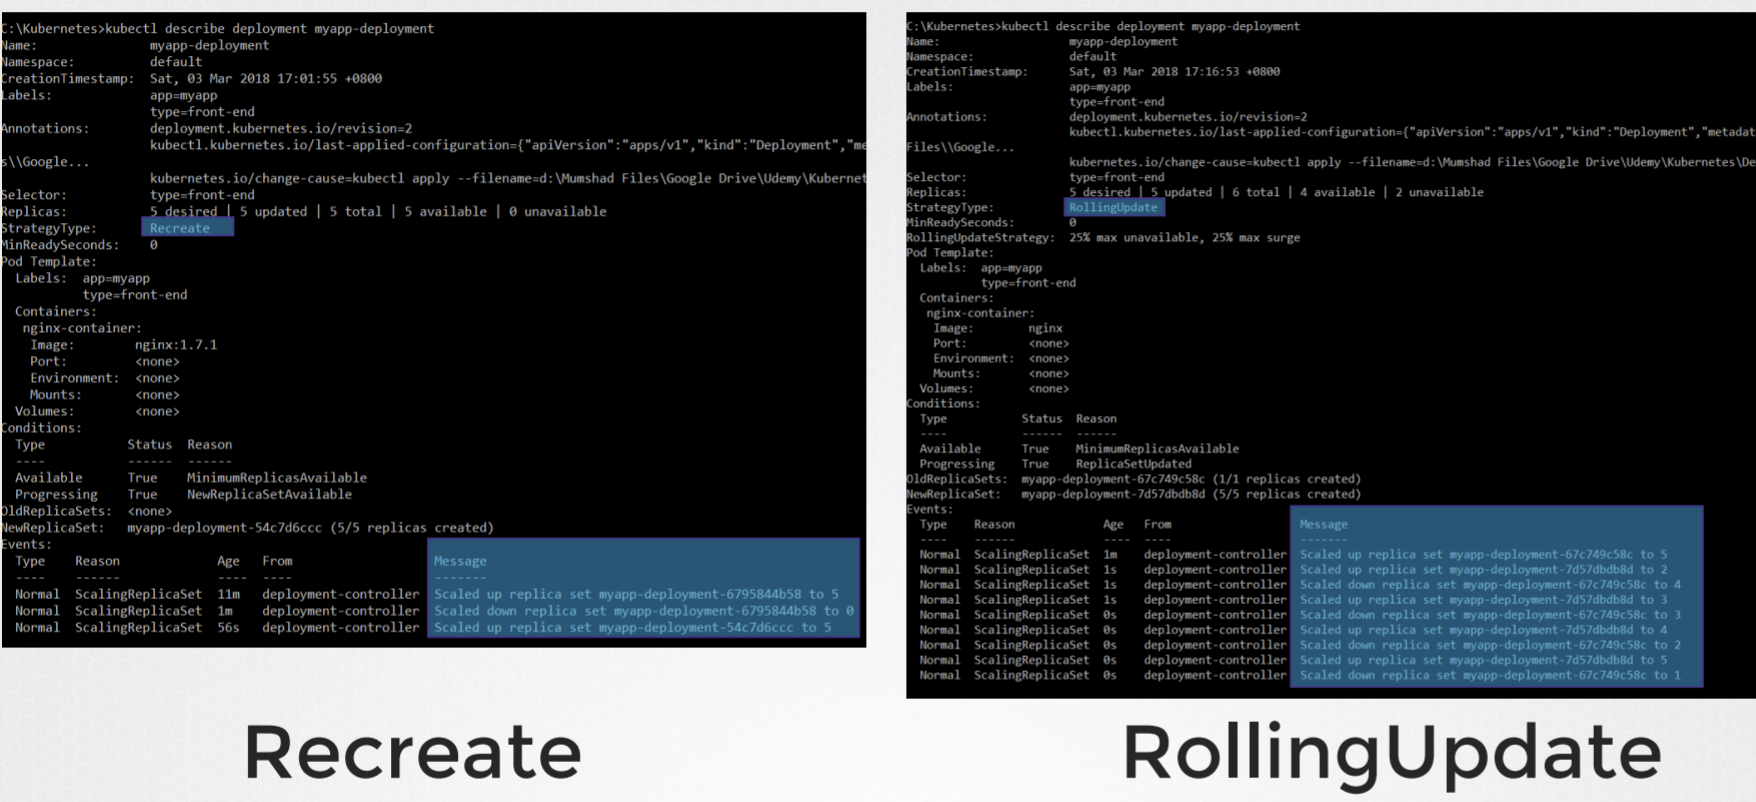 C:\Kubernetes>kubectl describe deployment myapp-deployment
Name: myapp-deployment
Namespace: default
CreationTimestamp: Sat, 03 Mar 2018 17:01:55 +0800
Labels: app=myapp
type=front-end
Annotations: deployment.kubernetes.io/revision=2
kubectl.kubernetes.io/last-applied-configuration={"apiVersion":"apps/v1","kind":"Deployment","me
s\\Google...
kubernetes.io/change-cause=kubectl apply --filename=d:\Mumshad Files\Google Drive\Udemy\Kubernet
Selector: type=front-end
Replicas: 5 desired | 5 updated | 5 total | 5 available | 0 unavailable
StrategyType: Recreate
MinReadySeconds: 0
Pod Template:
Labels: app=myapp
type=front-end
Containers:
nginx-container:
Image: nginx:1.7.1
Port: <none>
Environment: <none>
Mounts: <none>
Volumes: <none>
Conditions:
Type Status Reason
---- ------ ------
Available True MinimumReplicasAvailable
Progressing True NewReplicaSetAvailable
OldReplicaSets: <none>
NewReplicaSet: myapp-deployment-54c7d6ccc (5/5 replicas created)
Events:
Type Reason Age From Message
---- ------ ---- ---- -------
Normal ScalingReplicaSet 11m deployment-controller Scaled up replica set myapp-deployment-6795844b58 to 5
Normal ScalingReplicaSet 1m deployment-controller Scaled down replica set myapp-deployment-6795844b58 to 0
Normal ScalingReplicaSet 56s deployment-controller Scaled up replica set myapp-deployment-54c7d6ccc to 5
Recreate
C:\Kubernetes>kubectl describe deployment myapp-deployment
Name: myapp-deployment
Namespace: default
CreationTimestamp: Sat, 03 Mar 2018 17:16:53 +0800
Labels: app=myapp
type=front-end
Annotations: deployment.kubernetes.io/revision=2
kubectl.kubernetes.io/last-applied-configuration={"apiVersion":"apps/v1","kind":"Deployment","metadat
Files\\Google...
kubernetes.io/change-cause=kubectl apply --filename=d:\Mumshad Files\Google Drive\Udemy\Kubernetes\De
Selector: type=front-end
Replicas: 5 desired | 5 updated | 6 total | 4 available | 2 unavailable
StrategyType: RollingUpdate
MinReadySeconds: 0
RollingUpdateStrategy: 25% max unavailable, 25% max surge
Pod Template:
Labels: app=myapp
type=front-end
Containers:
nginx-container:
Image: nginx
Port: <none>
Environment: <none>
Mounts: <none>
Volumes: <none>
Conditions:
Type Status Reason
---- ------ ------
Available True MinimumReplicasAvailable
Progressing True ReplicaSetUpdated
OldReplicaSets: myapp-deployment-67c749c58c (1/1 replicas created)
NewReplicaSet: myapp-deployment-7d57dbdb8d (5/5 replicas created)
Events:
Type Reason Age From Message
---- ------ ---- ---- -------
Normal ScalingReplicaSet 1m deployment-controller Scaled up replica set myapp-deployment-67c749c58c to 5
Normal ScalingReplicaSet 1s deployment-controller Scaled up replica set myapp-deployment-7d57dbdb8d to 2
Normal ScalingReplicaSet 1s deployment-controller Scaled down replica set myapp-deployment-67c749c58c to 4
Normal ScalingReplicaSet 1s deployment-controller Scaled up replica set myapp-deployment-7d57dbdb8d to 3
Normal ScalingReplicaSet 0s deployment-controller Scaled down replica set myapp-deployment-67c749c58c to 3
Normal ScalingReplicaSet 0s deployment-controller Scaled up replica set myapp-deployment-7d57dbdb8d to 4
Normal ScalingReplicaSet 0s deployment-controller Scaled down replica set myapp-deployment-67c749c58c to 2
Normal ScalingReplicaSet 0s deployment-controller Scaled up replica set myapp-deployment-7d57dbdb8d to 5
Normal ScalingReplicaSet 0s deployment-controller Scaled down replica set myapp-deployment-67c749c58c to 1
RollingUpdate